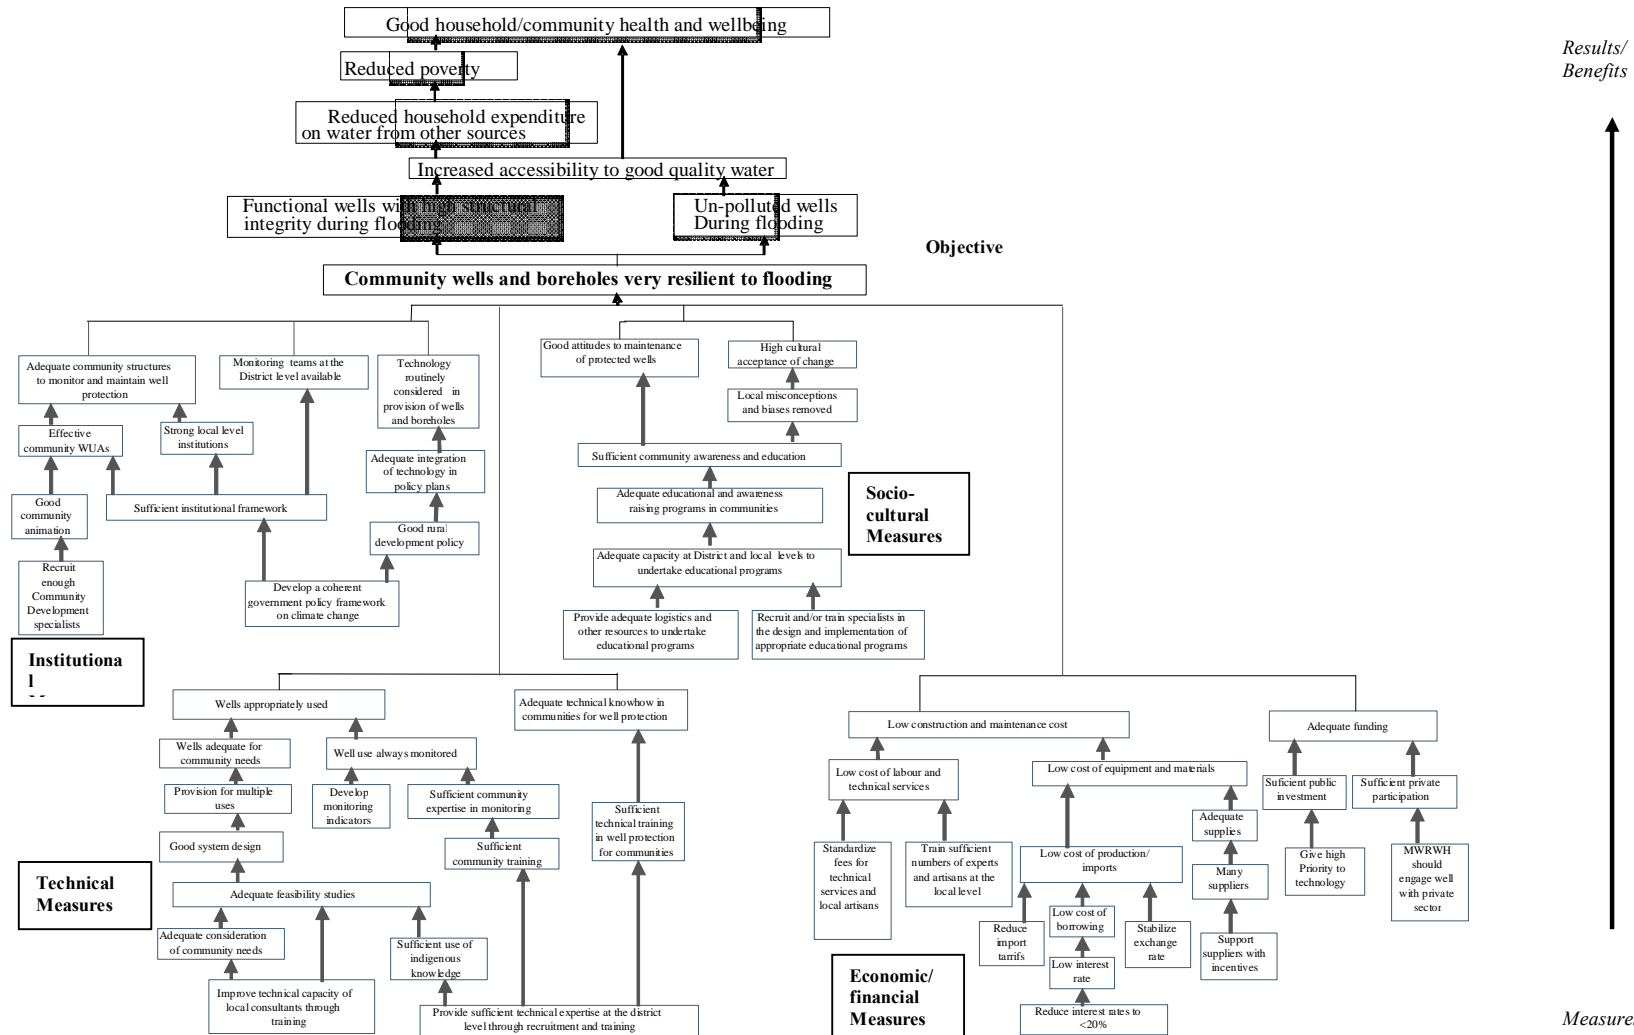 Good household/community health and wellbeing
Results/
Benefits
Reduced poverty
Reduced household expenditure
on water from other sources
Increased accessibility to good quality water
Functional wells with high structural
integrity during flooding
Un-polluted wells
During flooding
Objective
Community wells and boreholes very resilient to flooding
Adequate community structures
to monitor and maintain well
protection
Monitoring teams at the
District level available
Technology
routinely
considered in
provision of wells
and boreholes
Good attitudes to maintenance
of protected wells
High cultural
acceptance of change
Local misconceptions
and biases removed
Effective
community WUAs
Strong local level
institutions
Adequate integration
of technology in
policy plans
Sufficient community awareness and education
Good
community
animation
Sufficient institutional framework
Good rural
development policy
Adequate educational and awareness
raising programs in communities
Socio-
cultural
Measures
Adequate capacity at District and local levels to
undertake educational programs
Recruit
enough
Community
Development
specialists
Develop a coherent
government policy framework
on climate change
Provide adequate logistics and
other resources to undertake
educational programs
Recruit and/or train specialists in
the design and implementation of
appropriate educational programs
Institutiona
l
Wells appropriately used
Adequate technical knowhow in
communities for well protection
Wells adequate for
community needs
Well use always monitored
Provision for multiple
uses
Develop
monitoring
indicators
Sufficient community
expertise in monitoring
Sufficient
technical training
in well protection
for communities
Good system design
Sufficient
community training
Technical
Measures
Adequate feasibility studies
Adequate consideration
of community needs
Sufficient use of
indigenous
knowledge
Improve technical capacity of
local consultants through
training
Provide sufficient technical expertise at the district
level through recruitment and training
Low construction and maintenance cost
Adequate funding
Low cost of labour and
technical services
Low cost of equipment and materials
Suficient public
investment
Sufficient private
participation
Adequate
supplies
Standardize
fees for
technical
services and
local artisans
Train sufficient
numbers of experts
and artisans at the
local level
Low cost of production/
imports
Many
suppliers
Give high
Priority to
technology
MWRWH
should
engage well
with private
sector
Reduce
import
tarrifs
Low cost of
borrowing
Stabilize
exchange
rate
Support
suppliers with
incentives
Low interest
rate
Reduce interest rates to
<20%
Economic/
financial
Measures
Measure